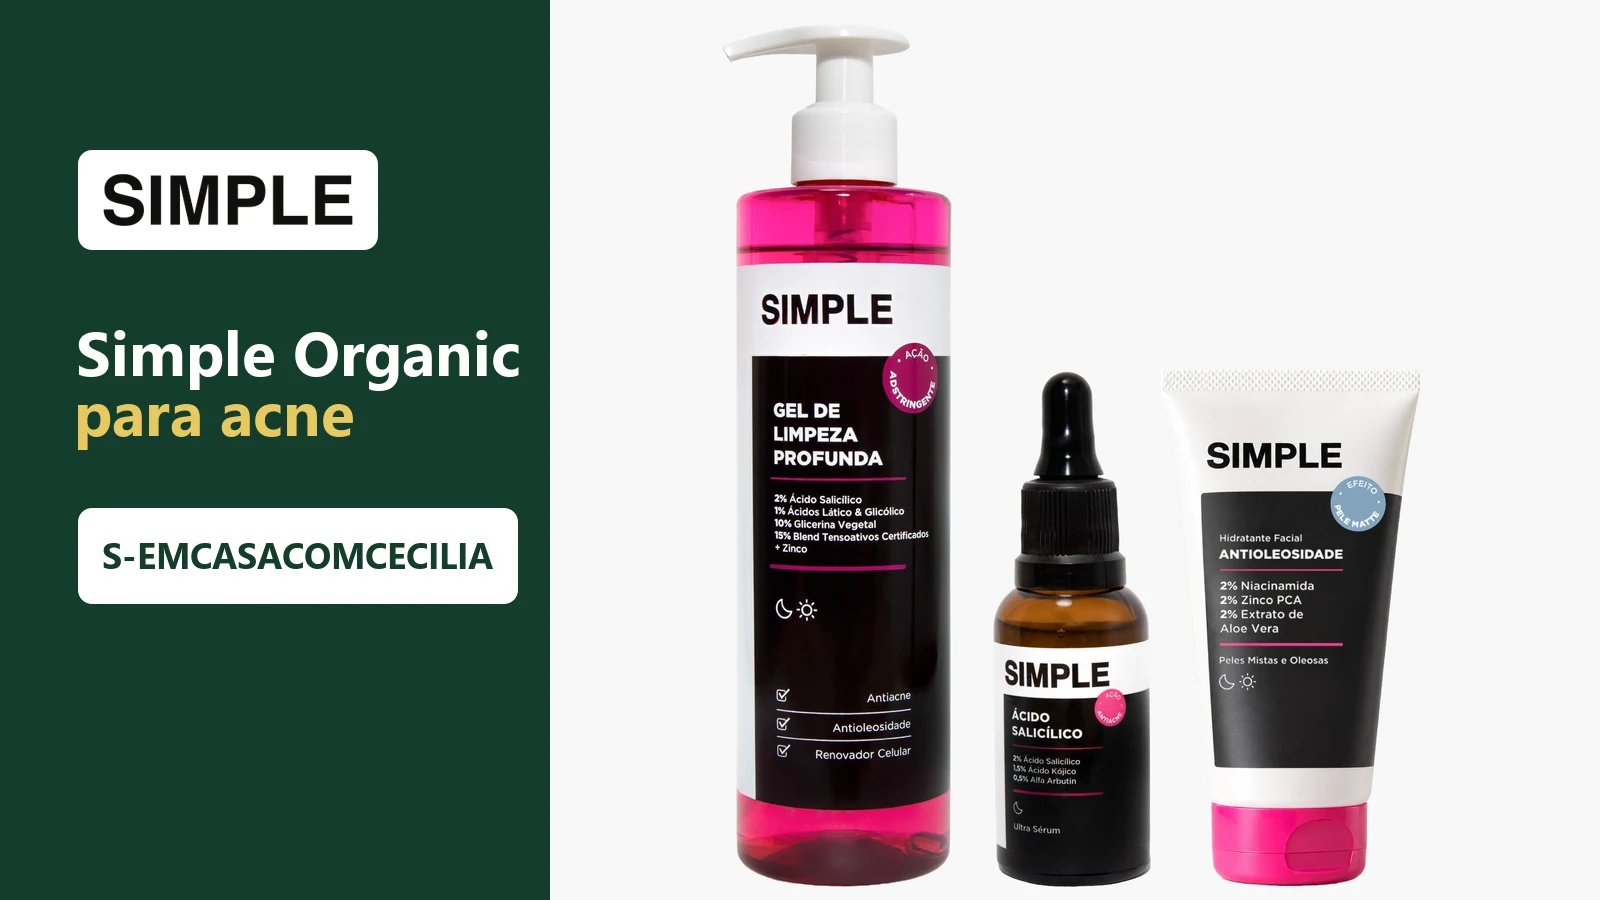 SIMPLE
Simple Organic
para acne
S-EMCASACOMCECILIA
SIMPLE
AÇÃO
ADSTRINGENTE
GEL DE
LIMPEZA
PROFUNDA
2% Ácido Salicílico
1% Ácidos Lático & Glicólico
10% Glicerina Vegetal
15% Blend Tensoativos Certificados
+ Zinco
Antiacne
Antioleosidade
Renovador Celular
SIMPLE
AÇÃO
ANTIACNE
ÁCIDO
SALICÍLICO
2% Ácido Salicílico
1,5% Ácido Kójico
0,5% Alfa Arbutin
Ultra Sérum
SIMPLE
EFEITO
PELE MATTE
Hidratante Facial
ANTIOLEOSIDADE
2% Niacinamida
2% Zinco PCA
2% Extrato de
Aloe Vera
Peles Mistas e Oleosas